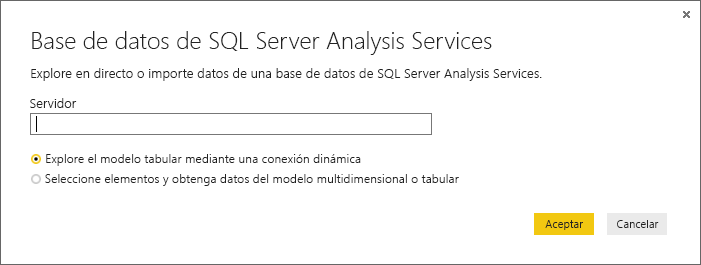 Base de datos de SQL Server Analysis Services
Explore en directo o importe datos de una base de datos de SQL Server Analysis Services.
Servidor
Explore el modelo tabular mediante una conexión dinámica
Seleccione elementos y obtenga datos del modelo multidimensional o tabular
Aceptar Cancelar